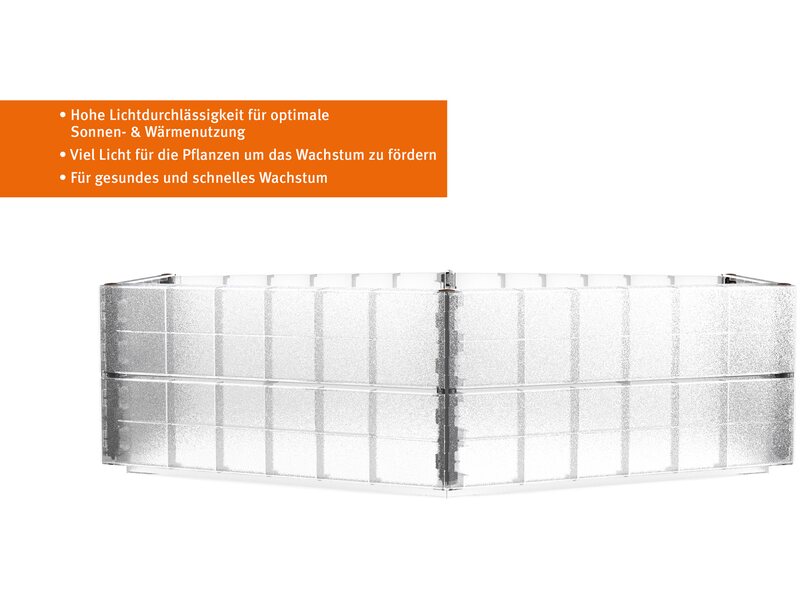 • Hohe Lichtdurchlässigkeit für optimale
Sonnen- & Wärmenutzung
• Viel Licht für die Pflanzen um das Wachstum zu fördern
• Für gesundes und schnelles Wachstum